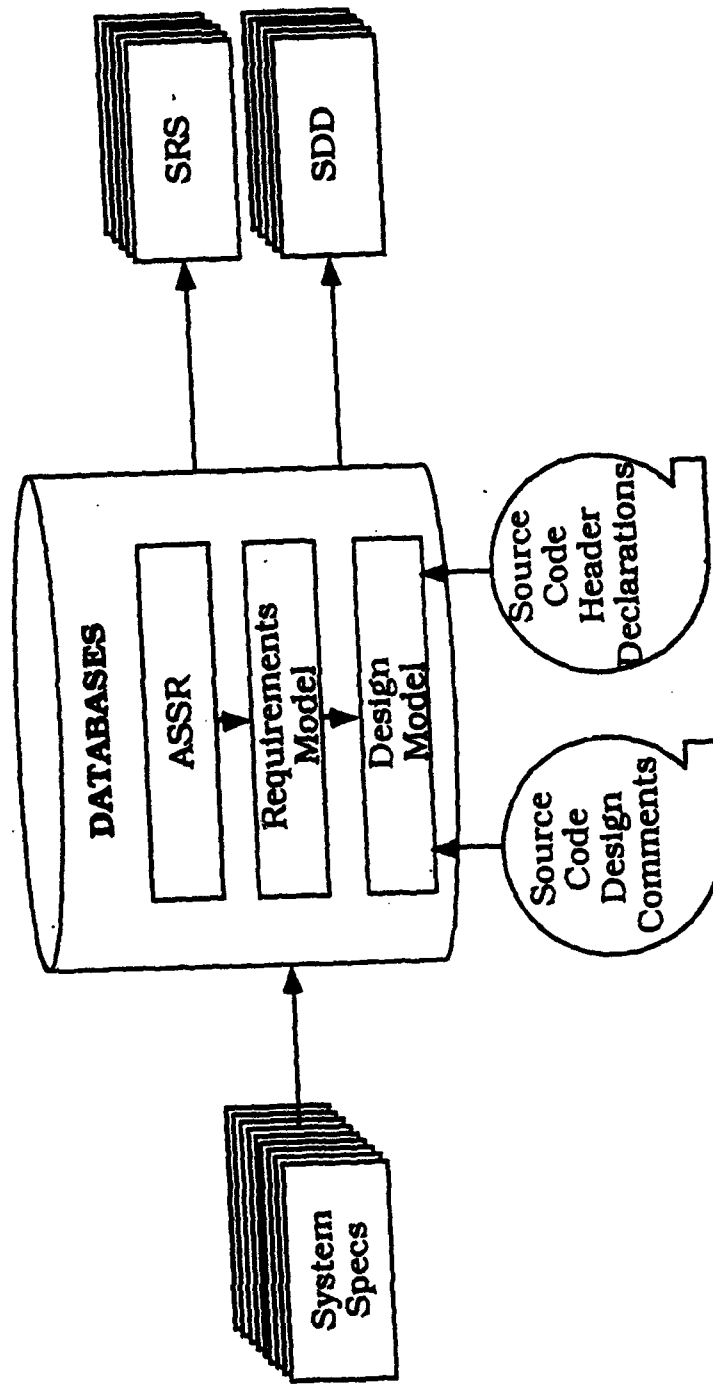 System
Specs
DATABASES
ASSR
Requirements
Model
Design
Model
Source
Code
Design
Comments
Source
Code
Header
Declarations
SRS
SDD